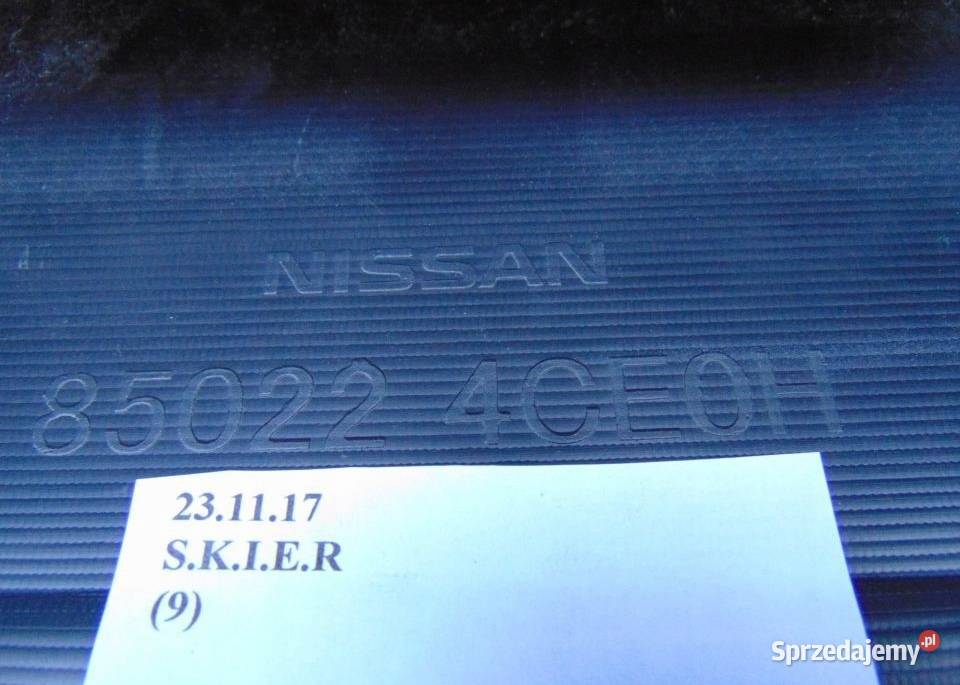 NISSAN
85022 4CE0H
23.11.17
S.K.I.E.R
(9)
Sprzedajemy.pl